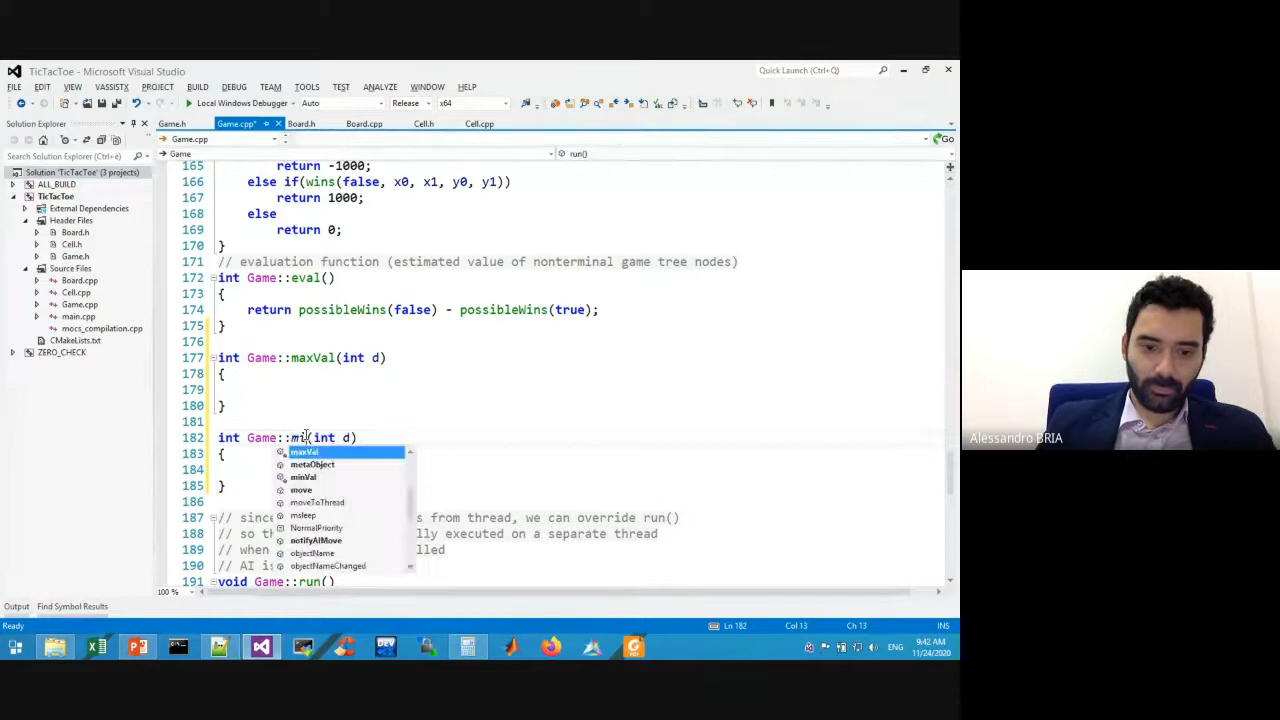 TicTacToe - Microsoft Visual Studio
Quick Launch (Ctrl+Q)
FILE EDIT VIEW VASSISTX PROJECT BUILD DEBUG TEAM TOOLS TEST ANALYZE WINDOW HELP
Local Windows Debugger Auto Release x64
Solution Explorer
Game.h Game.cpp* Board.h Board.cpp Cell.h Cell.cpp
Game.cpp
Go
Search Solution Explorer (Ctrl+è)
Game
run()
Solution 'TicTacToe' (3 projects)
ALL_BUILD
TicTacToe
External Dependencies
Header Files
Board.h
Cell.h
Game.h
Source Files
Board.cpp
Cell.cpp
Game.cpp
main.cpp
mocs_compilation.cpp
CMakeLists.txt
ZERO_CHECK
165 return -1000;
166 else if(wins(false, x0, x1, y0, y1))
167 return 1000;
168 else
169 return 0;
170 }
171 // evaluation function (estimated value of nonterminal game tree nodes)
172 int Game::eval()
173 {
174 return possibleWins(false) - possibleWins(true);
175 }
176
177 int Game::maxVal(int d)
178 {
179
180 }
181
182 int Game::mi(int d)
183 {
184
185 }
186
187 // since s from thread, we can override run()
188 // so th lly executed on a separate thread
189 // when lled
190 // AI is
191 void Game::run()
maxVal
metaObject
minVal
move
moveToThread
msleep
NormalPriority
notifyAIMove
objectName
objectNameChanged
100 %
Output Find Symbol Results
Ready
Ln 182 Col 13 Ch 13 INS
DEV
ENG
9:42 AM
11/24/2020
Alessandro BRIA